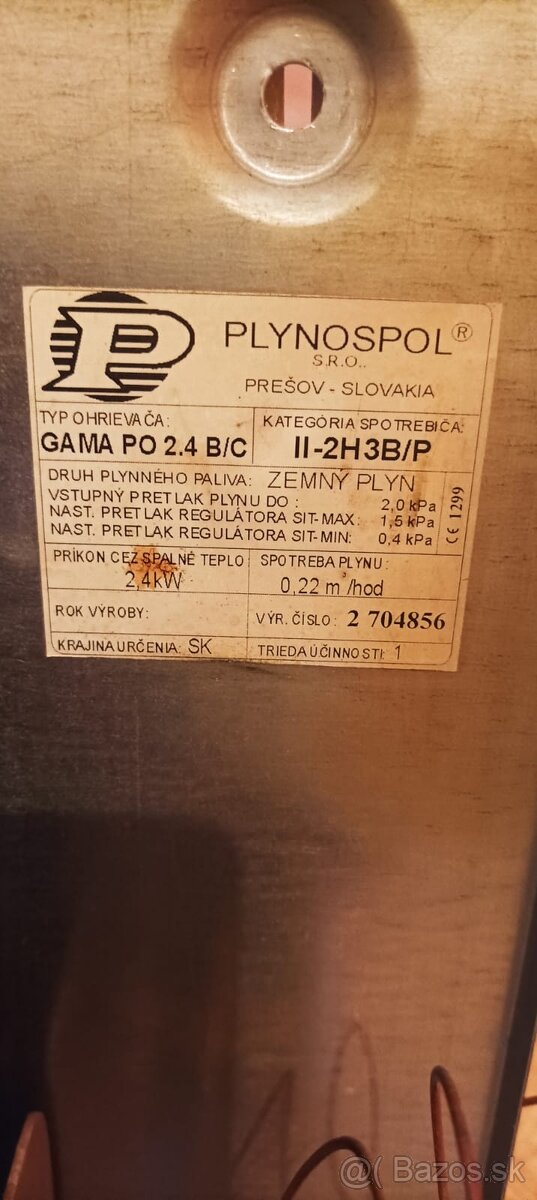 P
PLYNOSPOL®
S.R.O..
PREŠOV - SLOVAKIA
TYP OHRIEVAČA:
GAMA PO 2.4 B/C
KATEGÓRIA SPOTREBIČA:
II-2H3B/P
DRUH PLYNNÉHO PALIVA: ZEMNÝ PLYN
VSTUPNÝ PRETLAK PLYNU DO : 2,0 kPa
NAST. PRETLAK REGULÁTORA SIT-MAX: 1,5 kPa
NAST. PRETLAK REGULÁTORA SIT-MIN: 0,4 kPa
CE 1299
PRÍKON CEZ SPALNÉ TEPLO
2,4kW
SPOTREBA PLYNU:
0,22 m /hod
ROK VÝROBY:
VÝR. ČÍSLO: 2 704856
KRAJINA URČENIA: SK
TRIEDA ÚČINNOSTI: 1
Bazos.sk